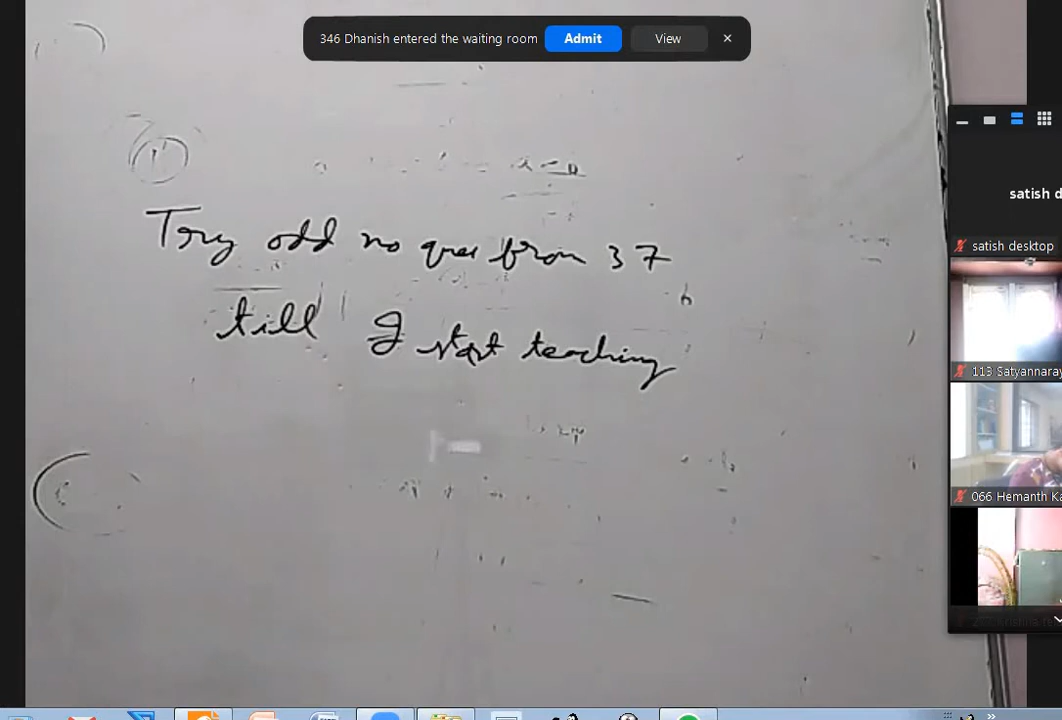 346 Dhanish entered the waiting room Admit View ×
Try odd no ques from 37
till I start teaching
satish d
satish desktop
113 Satyannaray
066 Hemanth Ka